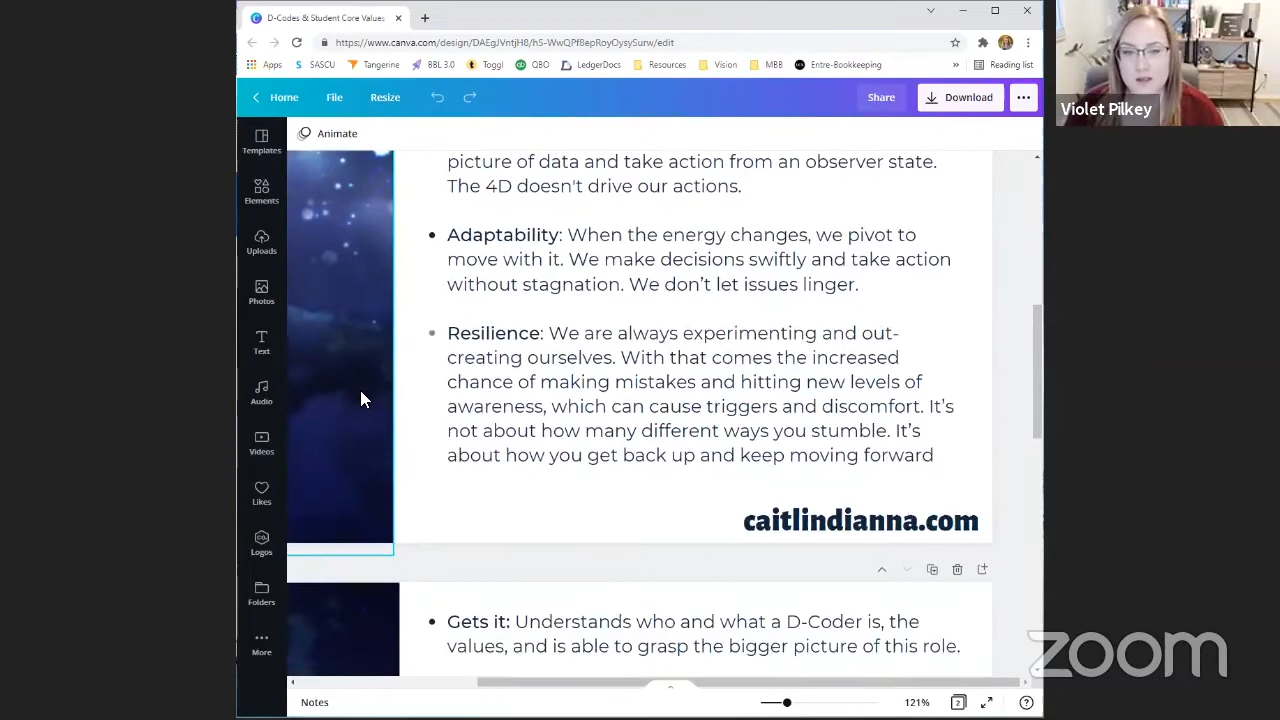 D-Codes & Student Core Values
https://www.canva.com/design/DAEgJVntjH8/hS-WwQPf8epRoyOysySurw/edit
Apps SASCU Tangerine BBL 3.0 Toggl QBO LedgerDocs Resources Vision MBB Entre-Bookkeeping » Reading list
Home File Resize Share Download
Animate
Templates
Elements
Uploads
Photos
Text
Audio
Videos
Likes
Logos
Folders
More
picture of data and take action from an observer state.
The 4D doesn't drive our actions.
• Adaptability: When the energy changes, we pivot to
move with it. We make decisions swiftly and take action
without stagnation. We don’t let issues linger.
• Resilience: We are always experimenting and out-
creating ourselves. With that comes the increased
chance of making mistakes and hitting new levels of
awareness, which can cause triggers and discomfort. It’s
not about how many different ways you stumble. It’s
about how you get back up and keep moving forward
caitlindianna.com
• Gets it: Understands who and what a D-Coder is, the
values, and is able to grasp the bigger picture of this role.
Notes 121% 2
Violet Pilkey
zoom